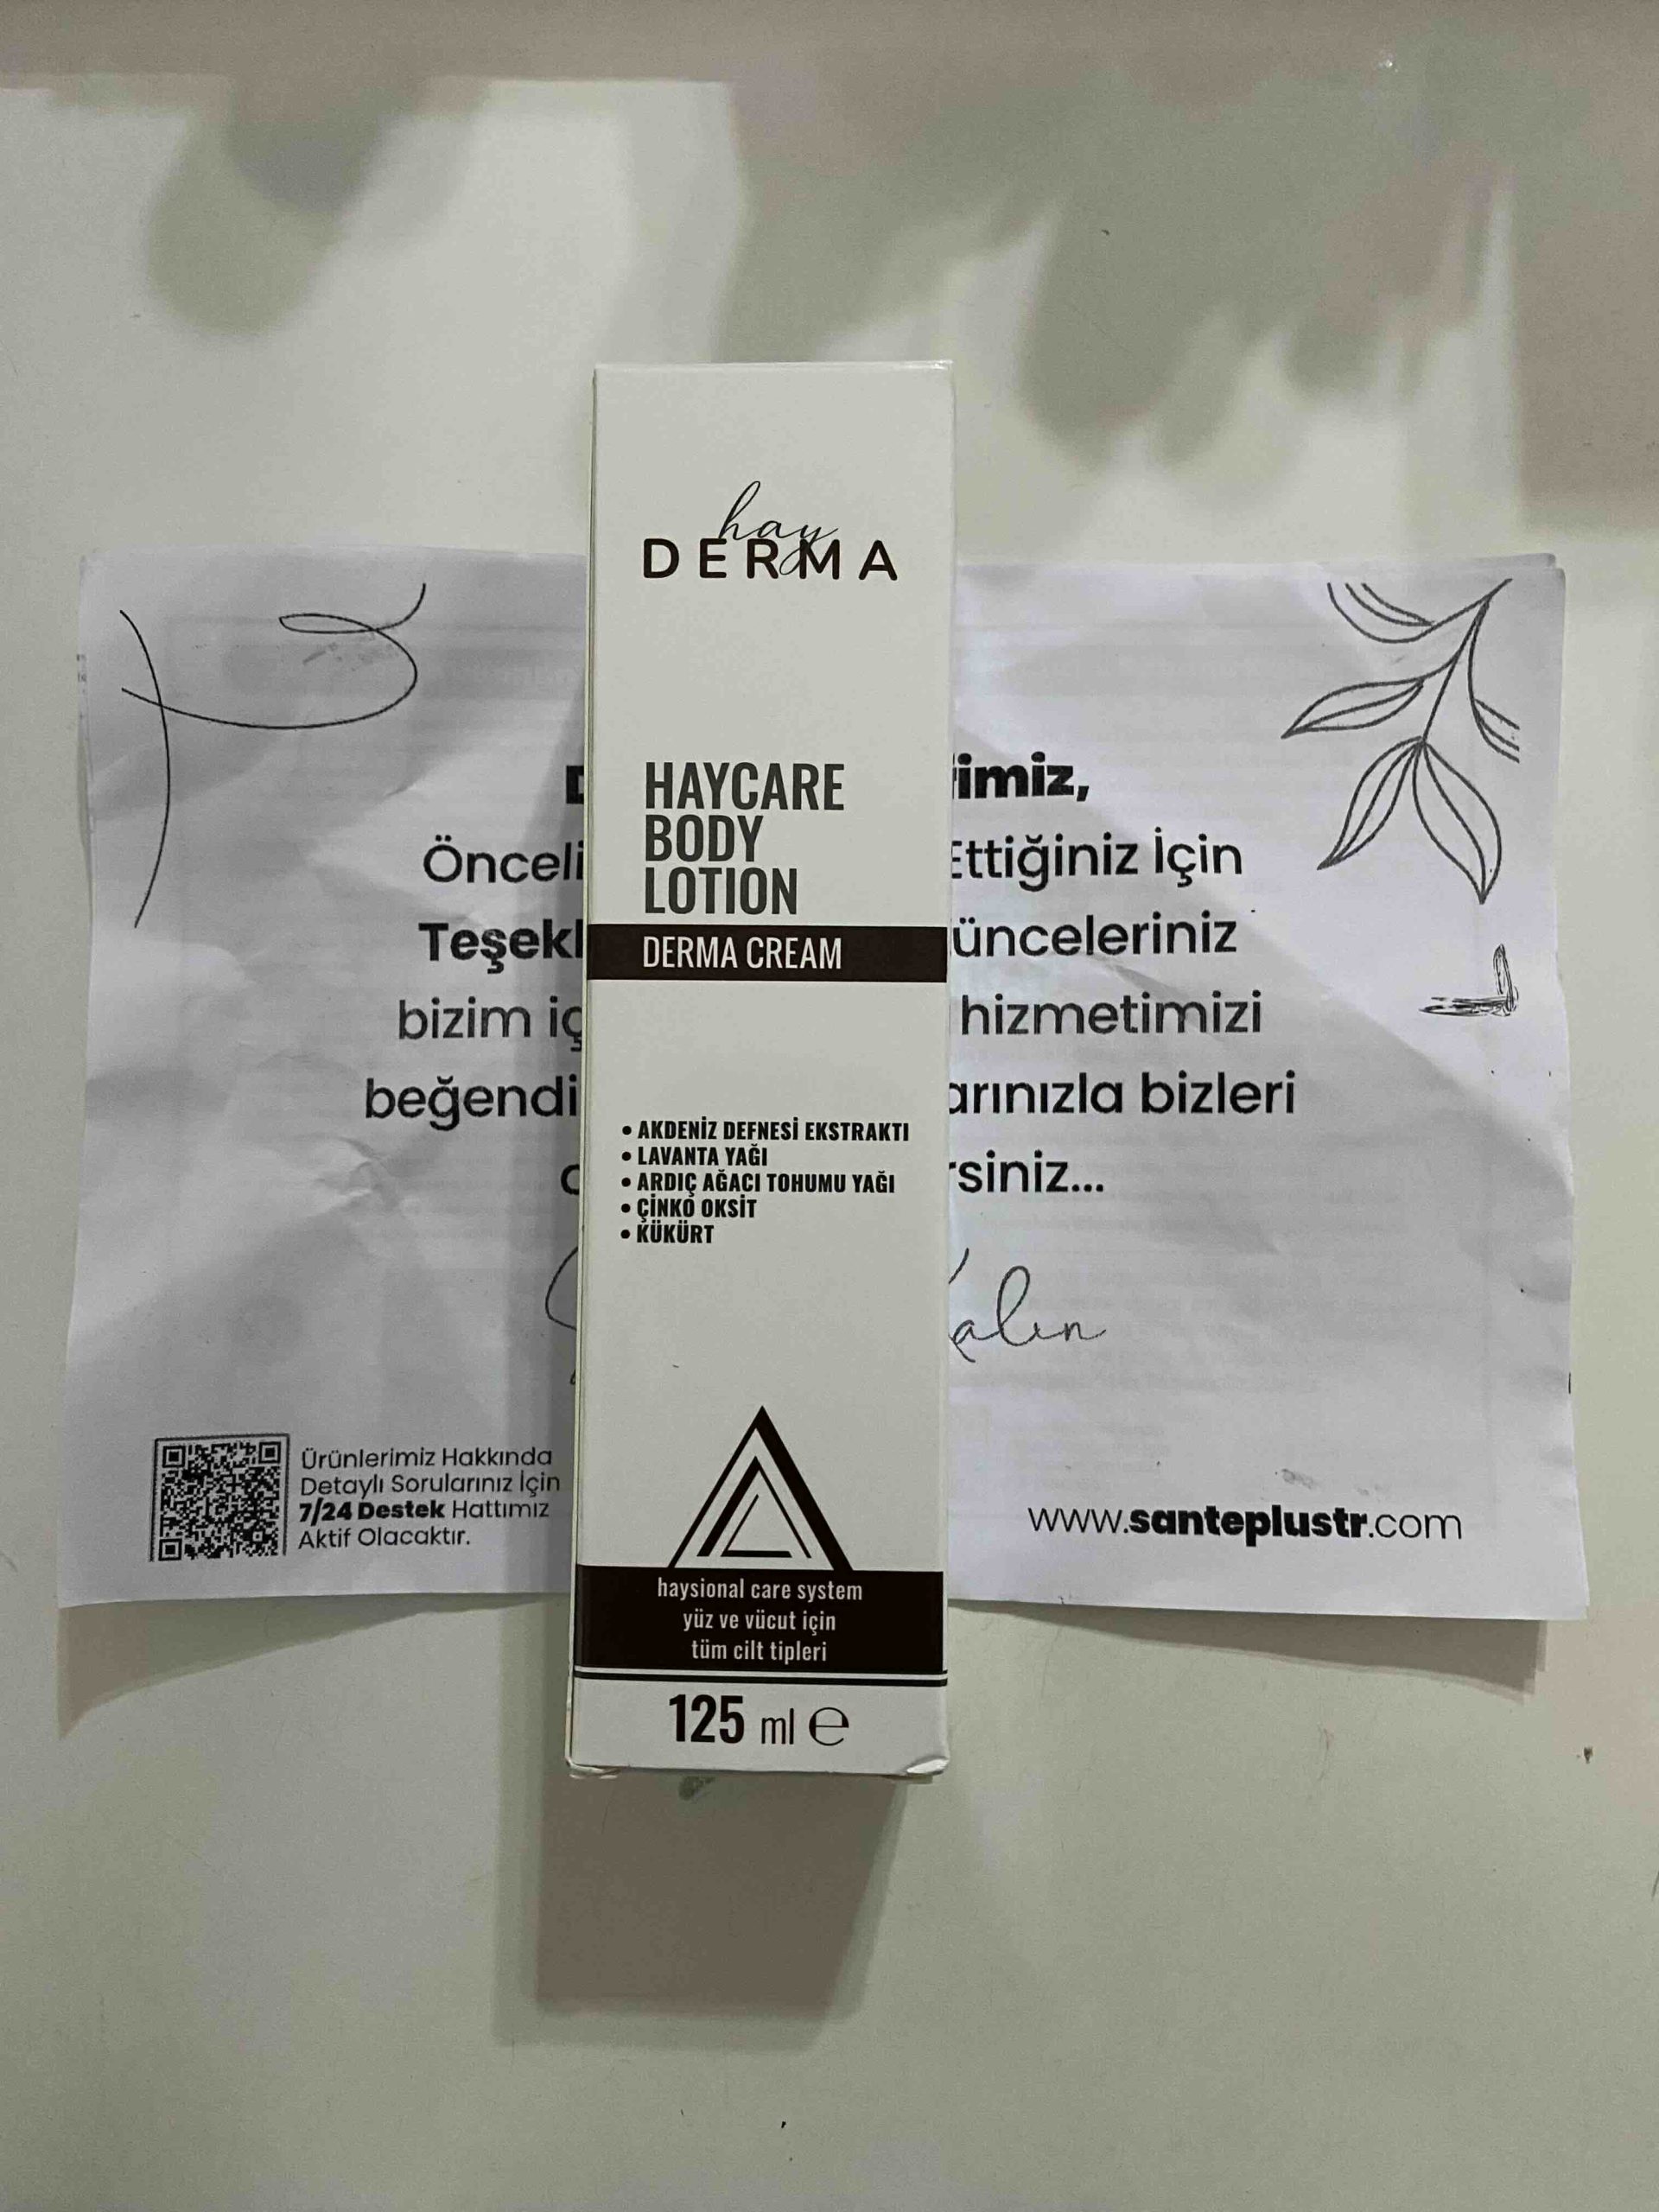 hay
DERMA
HAYCARE
BODY
LOTION
DERMA CREAM
• AKDENİZ DEFNESİ EKSTRAKTI
• LAVANTA YAĞI
• ARDIÇ AĞACI TOHUMU YAĞI
• ÇİNKO OKSİT
• KÜKÜRT
haysional care system
yüz ve vücut için
tüm cilt tipleri
125 ml ℮
imiz,
Önceli Ettiğiniz İçin
Teşekl ünceleriniz
bizim iç hizmetimizi
beğendi arınızla bizleri
rsiniz...
alın
Ürünlerimiz Hakkında
Detaylı Sorularınız İçin
7/24 Destek Hattımız
Aktif Olacaktır.
www.santeplustr.com